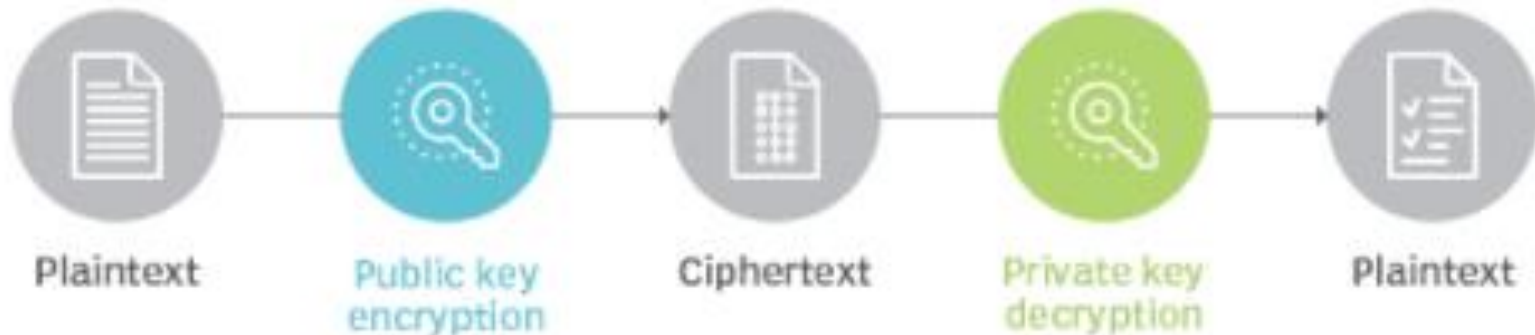 Plaintext
Public key
encryption
Ciphertext
Private key
decryption
Plaintext